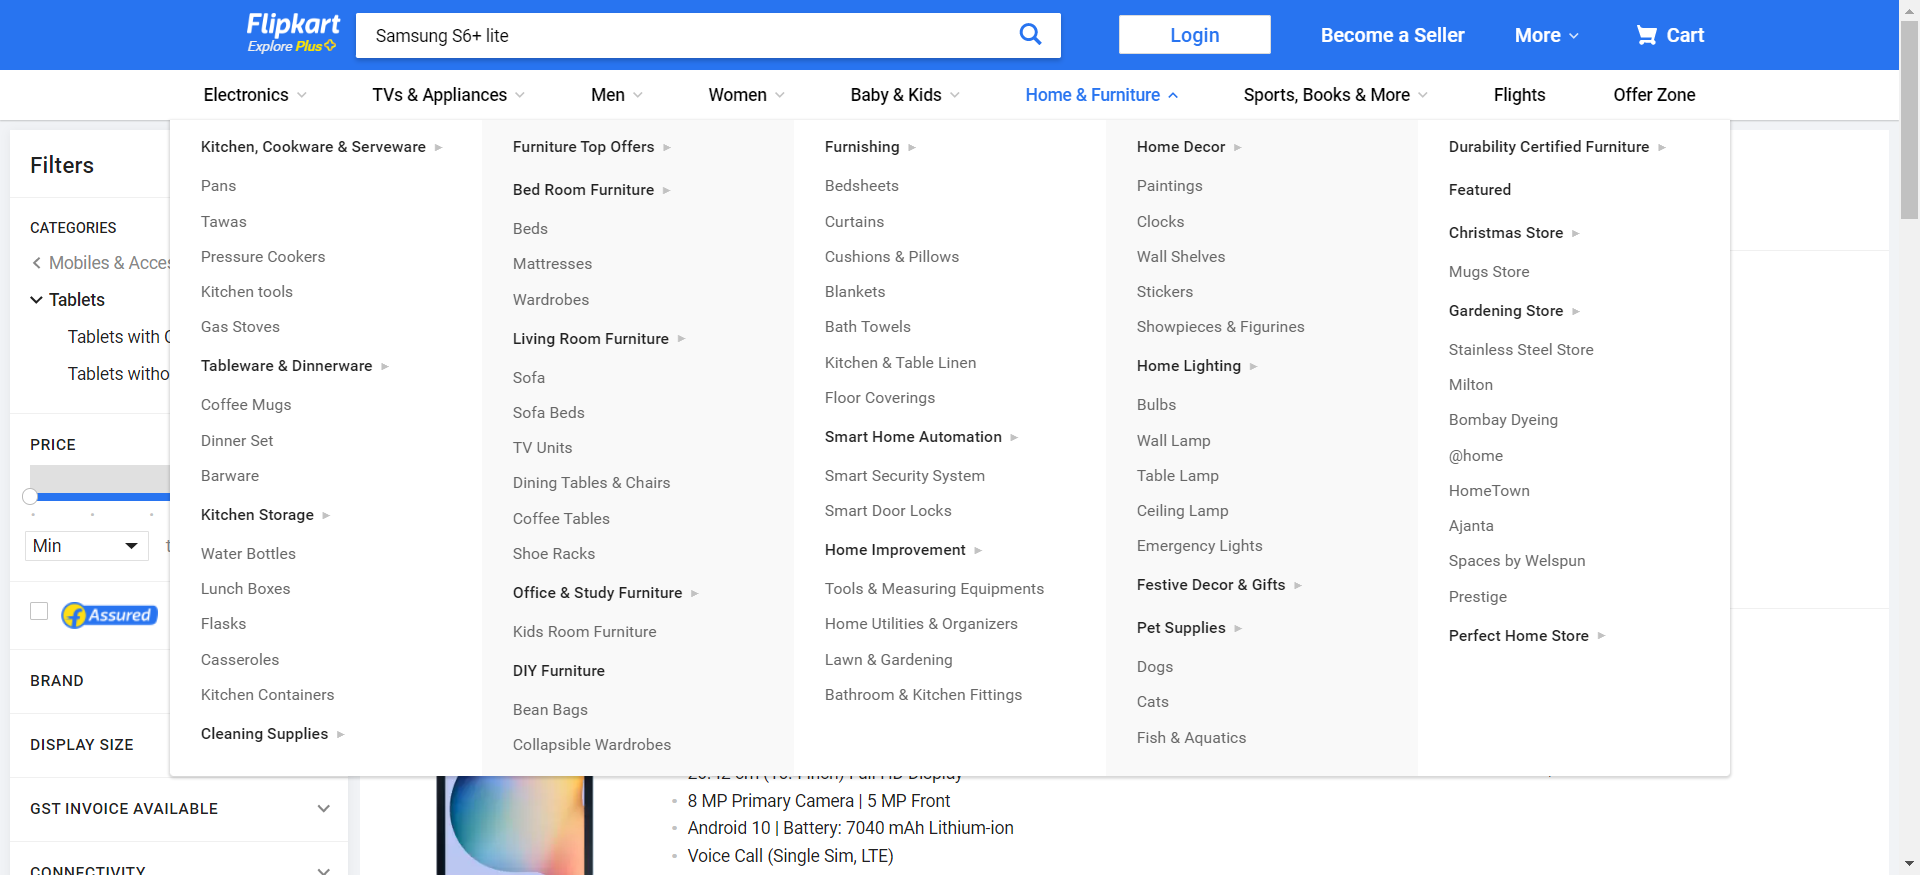 Flipkart
Explore Plus
Samsung S6+ lite
Login
Become a Seller
More
Cart
Electronics
TVs & Appliances
Men
Women
Baby & Kids
Home & Furniture
Sports, Books & More
Flights
Offer Zone
Filters
CATEGORIES
Mobiles & Acces
Tablets
Tablets with
Tablets witho
PRICE
Min
Assured
BRAND
DISPLAY SIZE
GST INVOICE AVAILABLE
CONNECTIVITY
Kitchen, Cookware & Serveware
Pans
Tawas
Pressure Cookers
Kitchen tools
Gas Stoves
Tableware & Dinnerware
Coffee Mugs
Dinner Set
Barware
Kitchen Storage
Water Bottles
Lunch Boxes
Flasks
Casseroles
Kitchen Containers
Cleaning Supplies
Furniture Top Offers
Bed Room Furniture
Beds
Mattresses
Wardrobes
Living Room Furniture
Sofa
Sofa Beds
TV Units
Dining Tables & Chairs
Coffee Tables
Shoe Racks
Office & Study Furniture
Kids Room Furniture
DIY Furniture
Bean Bags
Collapsible Wardrobes
Furnishing
Bedsheets
Curtains
Cushions & Pillows
Blankets
Bath Towels
Kitchen & Table Linen
Floor Coverings
Smart Home Automation
Smart Security System
Smart Door Locks
Home Improvement
Tools & Measuring Equipments
Home Utilities & Organizers
Lawn & Gardening
Bathroom & Kitchen Fittings
Home Decor
Paintings
Clocks
Wall Shelves
Stickers
Showpieces & Figurines
Home Lighting
Bulbs
Wall Lamp
Table Lamp
Ceiling Lamp
Emergency Lights
Festive Decor & Gifts
Pet Supplies
Dogs
Cats
Fish & Aquatics
Durability Certified Furniture
Featured
Christmas Store
Mugs Store
Gardening Store
Stainless Steel Store
Milton
Bombay Dyeing
@home
HomeTown
Ajanta
Spaces by Welspun
Prestige
Perfect Home Store
8 MP Primary Camera | 5 MP Front
Android 10 | Battery: 7040 mAh Lithium-ion
Voice Call (Single Sim, LTE)